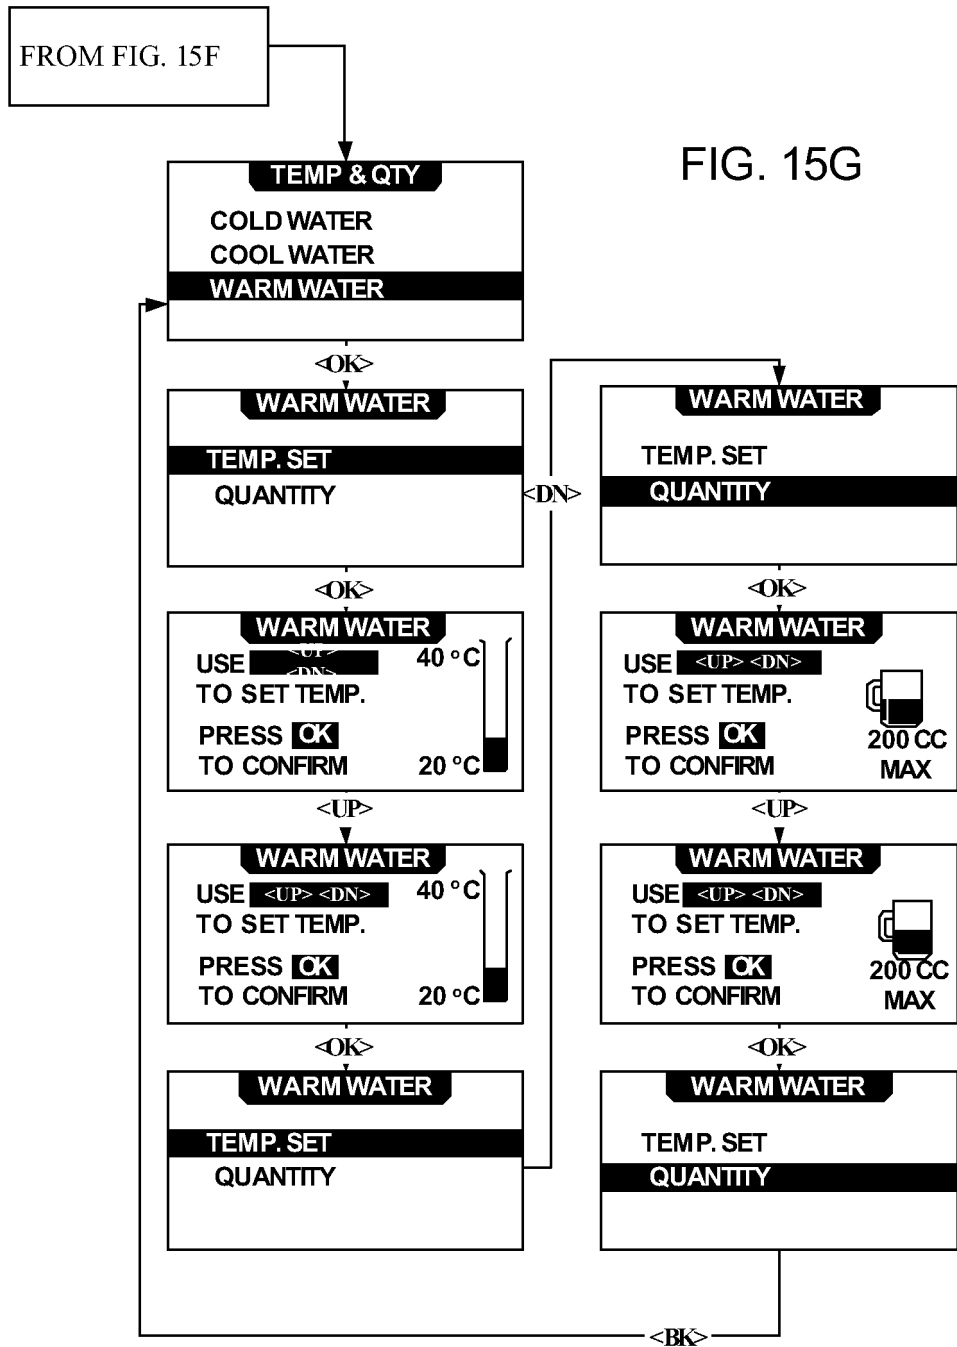 FROM FIG. 15F
FIG. 15G
TEMP & QTY
COLD WATER
COOL WATER
WARM WATER
<OK>
WARM WATER
TEMP. SET
QUANTITY
<DN>
<OK>
WARM WATER
USE <UP> <DN>
40 °C
TO SET TEMP.
PRESS OK
TO CONFIRM
20 °C
<UP>
WARM WATER
USE <UP> <DN>
40 °C
TO SET TEMP.
PRESS OK
TO CONFIRM
20 °C
<OK>
WARM WATER
TEMP. SET
QUANTITY
WARM WATER
TEMP. SET
QUANTITY
<OK>
WARM WATER
USE <UP> <DN>
TO SET TEMP.
PRESS OK
TO CONFIRM
200 CC
MAX
<UP>
WARM WATER
USE <UP> <DN>
TO SET TEMP.
PRESS OK
TO CONFIRM
200 CC
MAX
<OK>
WARM WATER
TEMP. SET
QUANTITY
<BK>